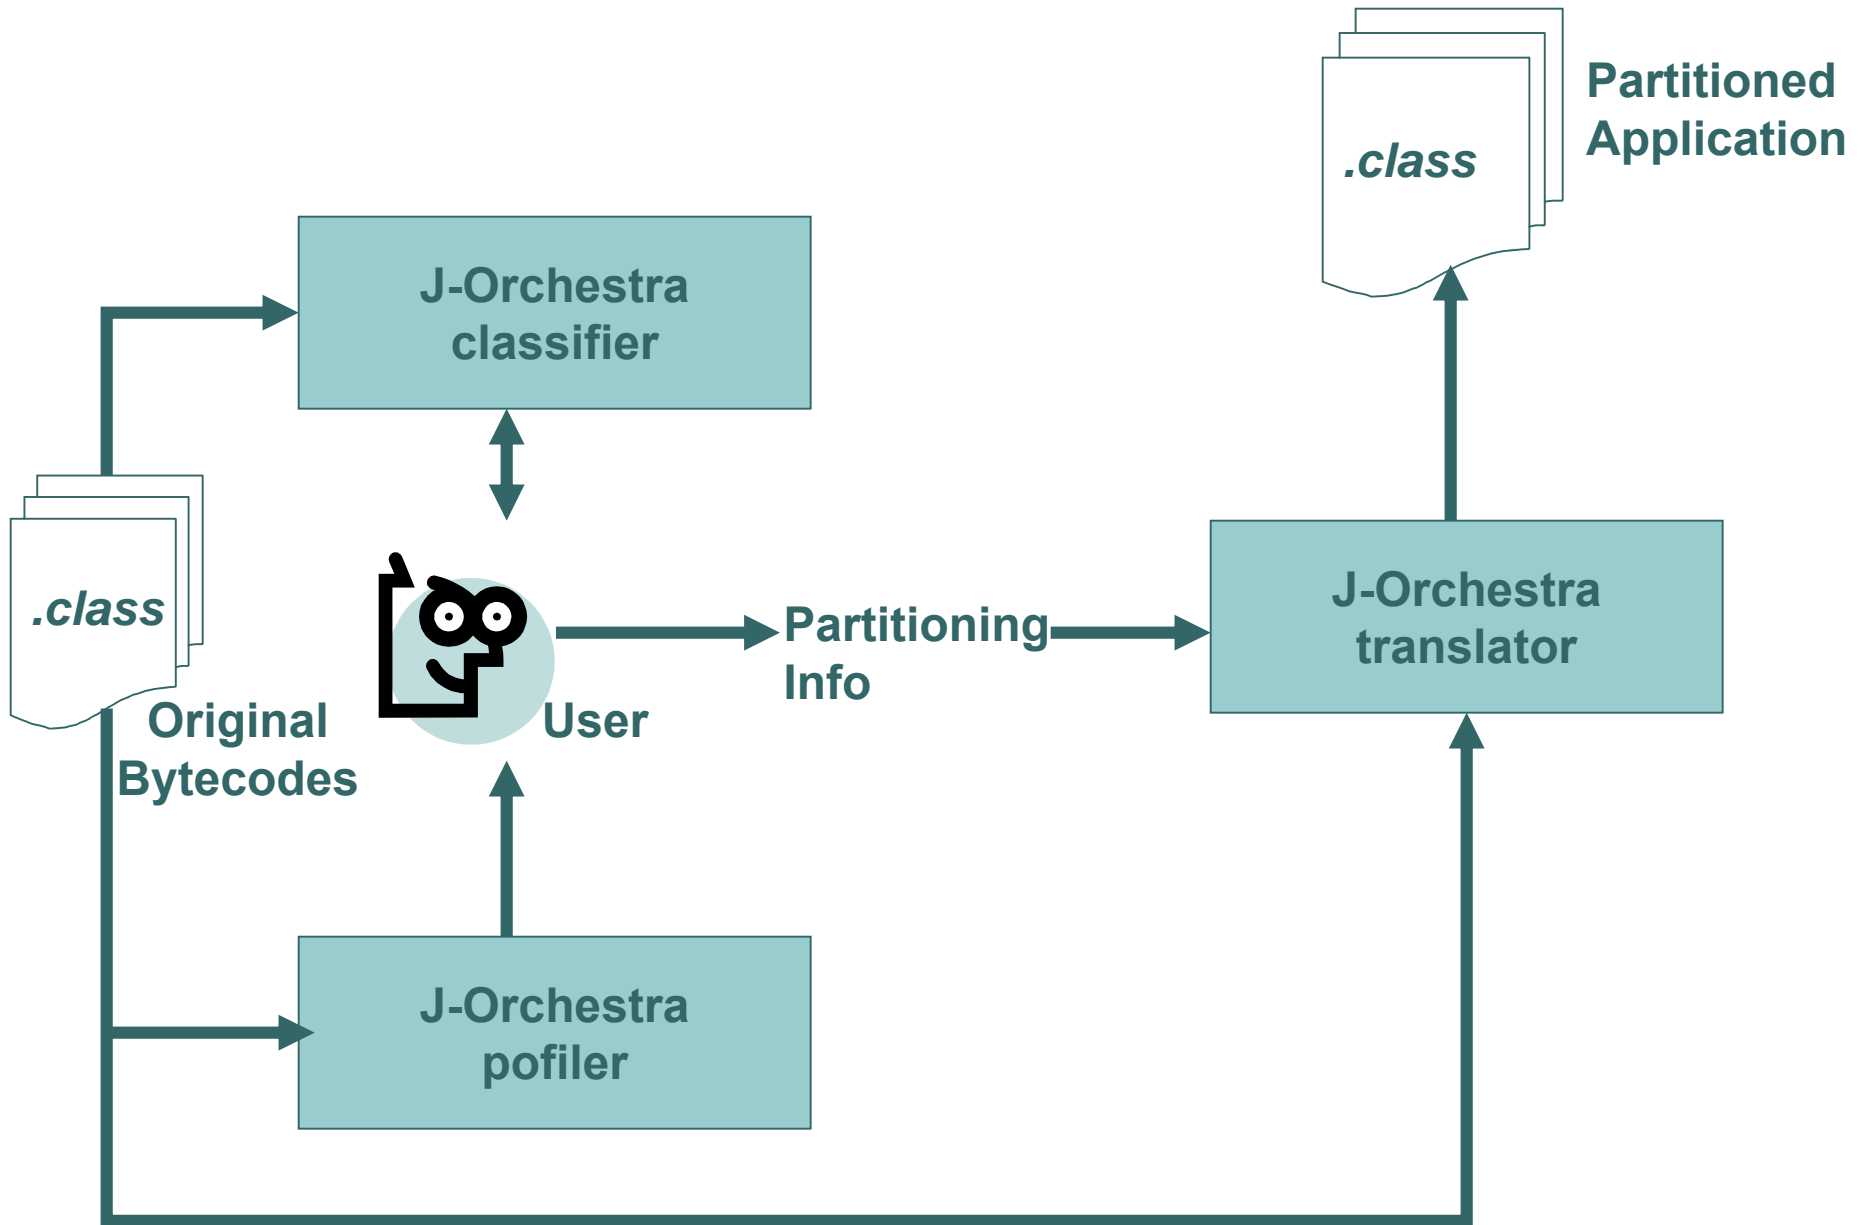 Partitioned
Application
.class
J-Orchestra
classifier
.class
Original
Bytecodes
User
Partitioning
Info
J-Orchestra
translator
J-Orchestra
pofiler